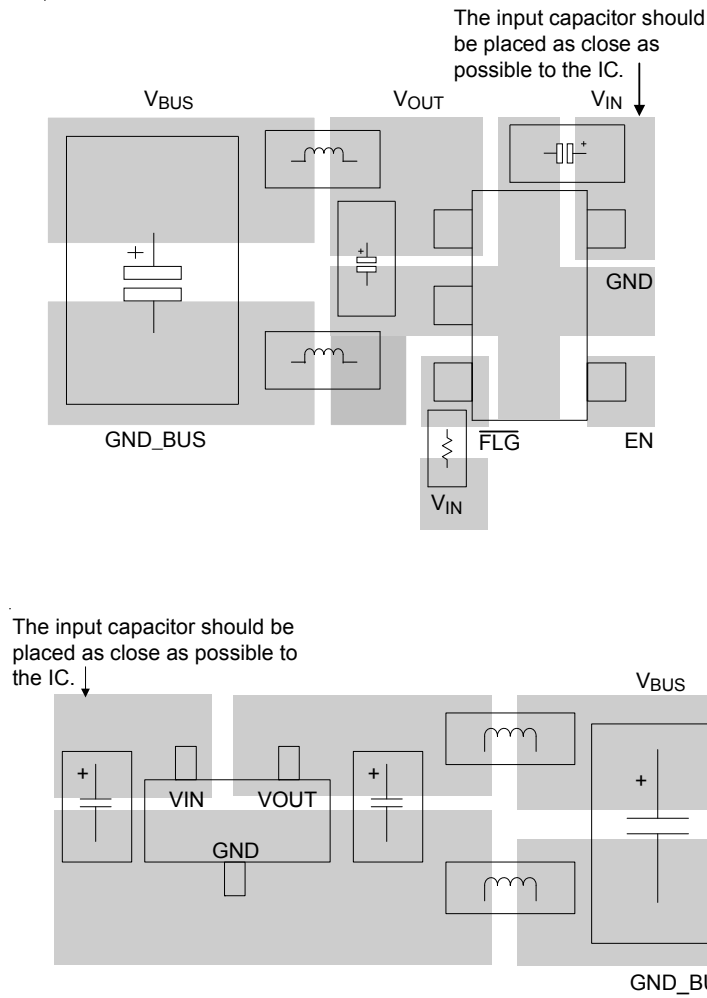 The input capacitor should
be placed as close as
possible to the IC.
VBUS
VOUT
VIN
GND
GND_BUS
FLG
EN
VIN
The input capacitor should be
placed as close as possible to
the IC.
VBUS
VIN
VOUT
GND